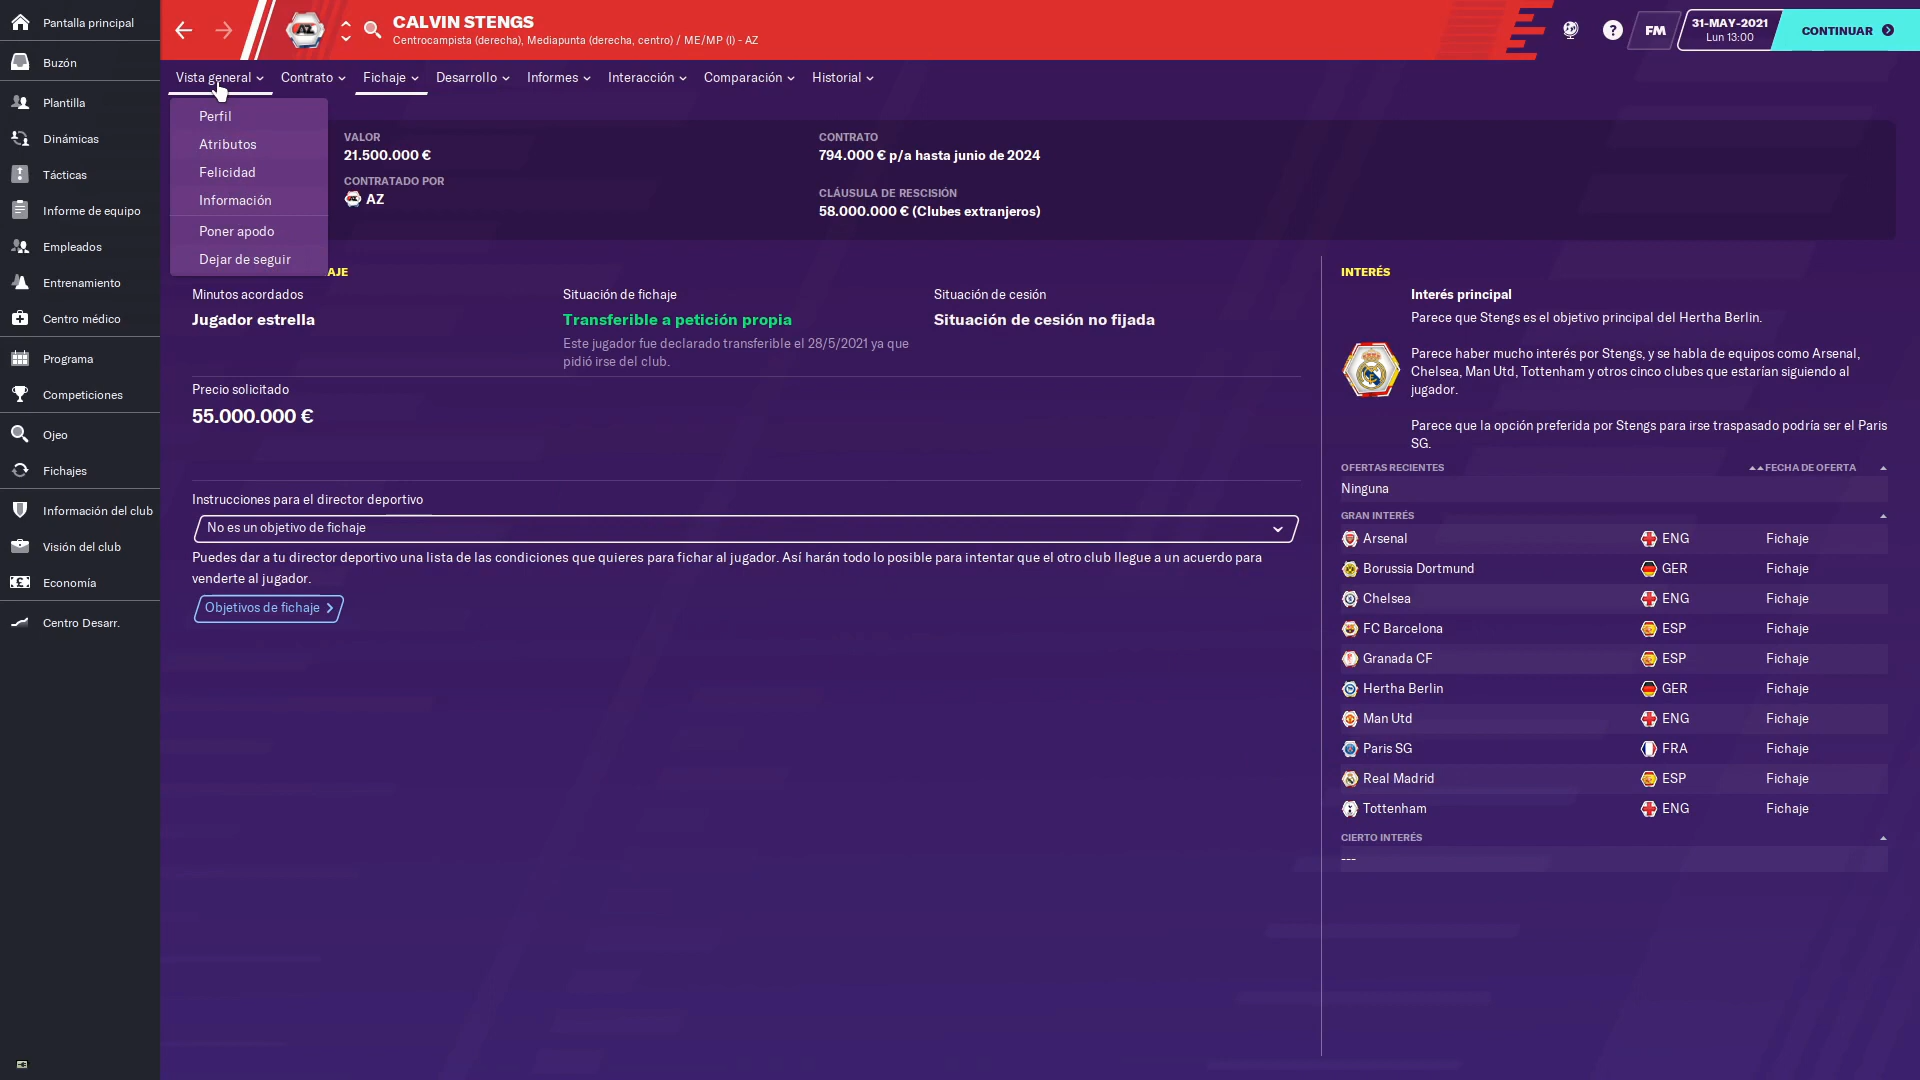 Pantalla principal
Buzón
Plantilla
Dinámicas
Tácticas
Informe de equipo
Empleados
Entrenamiento
Centro médico
Programa
Competiciones
Ojeo
Fichajes
Información del club
Visión del club
Economía
Centro Desarr.
AZ
CALVIN STENGS
Centrocampista (derecha), Mediapunta (derecha, centro) / ME/MP (I) - AZ
?
FM
31-MAY-2021
Lun 13:00
CONTINUAR
Vista general
Contrato
Fichaje
Desarrollo
Informes
Interacción
Comparación
Historial
Perfil
Atributos
Felicidad
Información
Poner apodo
Dejar de seguir
VALOR
21.500.000 €
CONTRATADO POR
AZ
CONTRATO
794.000 € p/a hasta junio de 2024
CLÁUSULA DE RESCISIÓN
58.000.000 € (Clubes extranjeros)
AJE
Minutos acordados
Jugador estrella
Situación de fichaje
Transferible a petición propia
Este jugador fue declarado transferible el 28/5/2021 ya que
pidió irse del club.
Situación de cesión
Situación de cesión no fijada
Precio solicitado
55.000.000 €
Instrucciones para el director deportivo
No es un objetivo de fichaje
Puedes dar a tu director deportivo una lista de las condiciones que quieres para fichar al jugador. Así harán todo lo posible para intentar que el otro club llegue a un acuerdo para
venderte al jugador.
Objetivos de fichaje
INTERÉS
Interés principal
Parece que Stengs es el objetivo principal del Hertha Berlin.
Parece haber mucho interés por Stengs, y se habla de equipos como Arsenal,
Chelsea, Man Utd, Tottenham y otros cinco clubes que estarían siguiendo al
jugador.
Parece que la opción preferida por Stengs para irse traspasado podría ser el Paris
SG.
OFERTAS RECIENTES FECHA DE OFERTA
Ninguna
GRAN INTERÉS
Arsenal ENG Fichaje
Borussia Dortmund GER Fichaje
Chelsea ENG Fichaje
FC Barcelona ESP Fichaje
Granada CF ESP Fichaje
Hertha Berlin GER Fichaje
Man Utd ENG Fichaje
Paris SG FRA Fichaje
Real Madrid ESP Fichaje
Tottenham ENG Fichaje
CIERTO INTERÉS
---